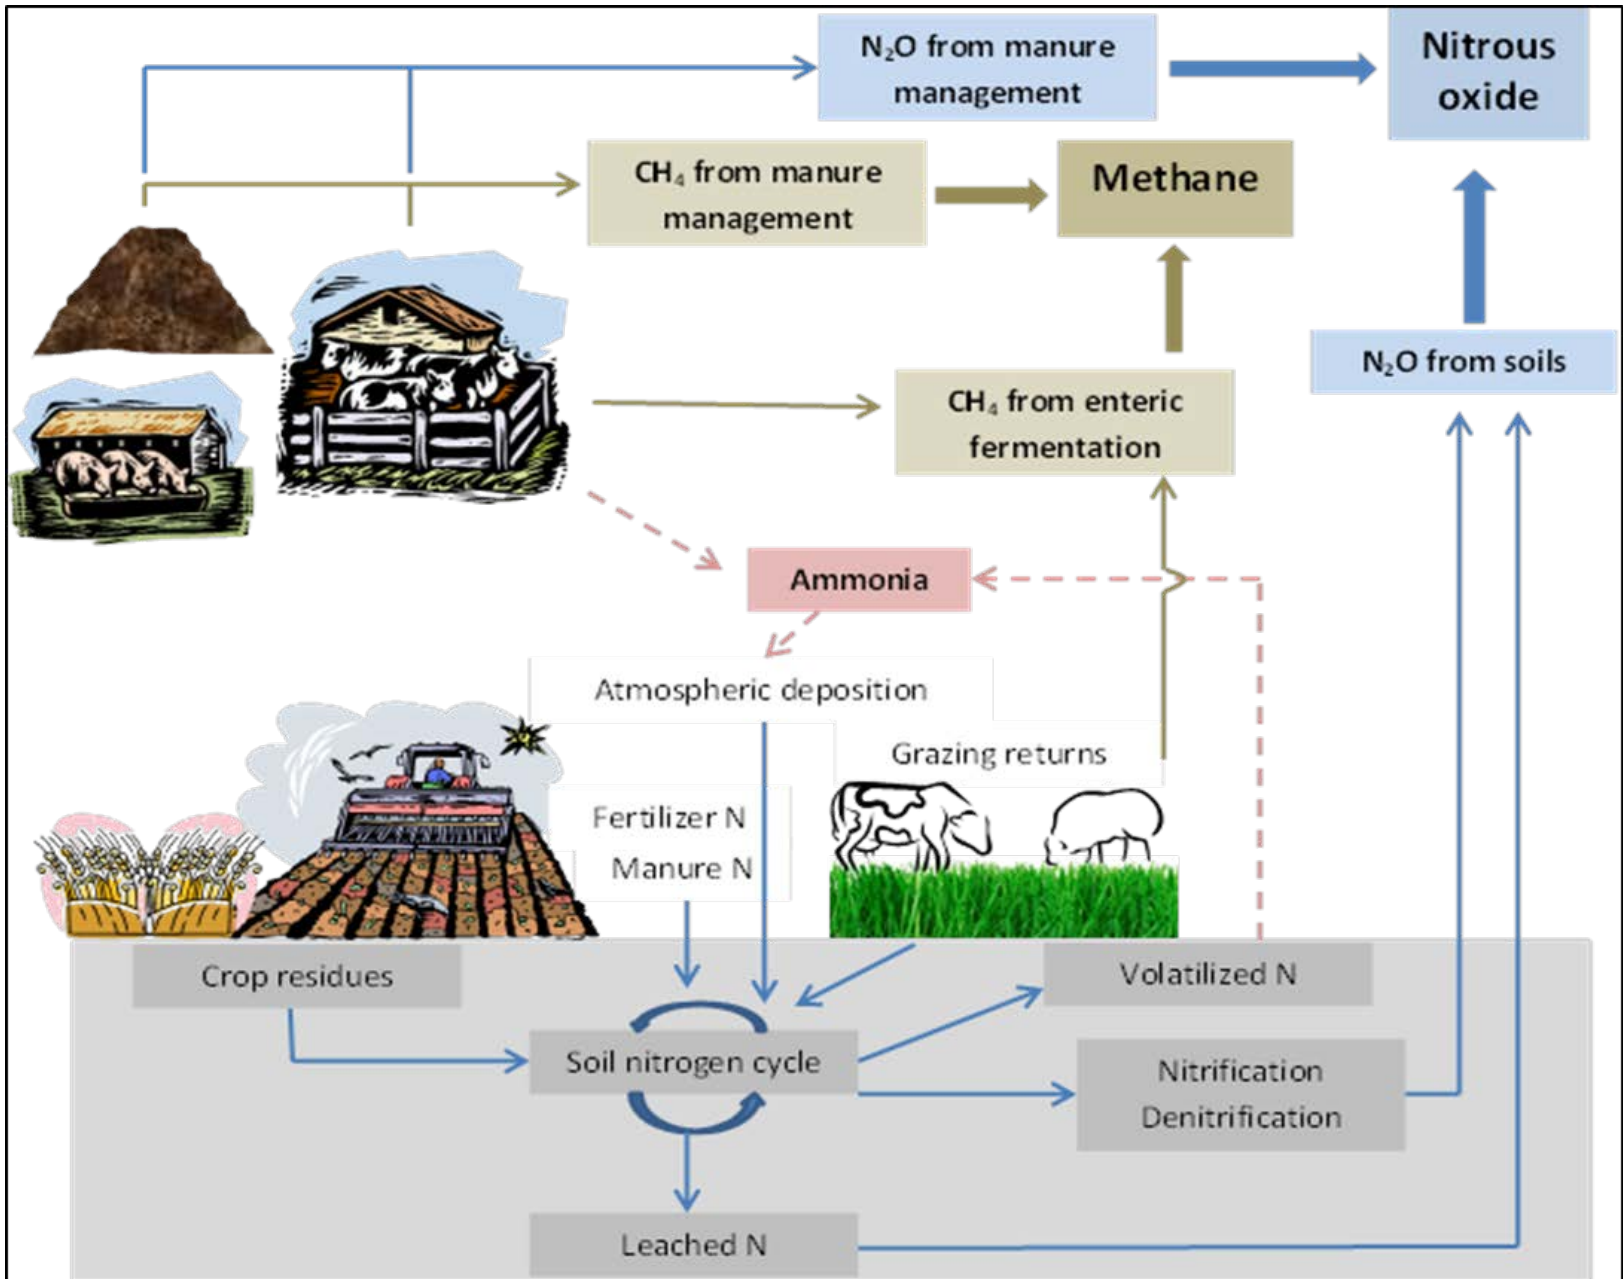 N₂O from manure
management
Nitrous
oxide
CH₄ from manure
management
Methane
N₂O from soils
CH₄ from enteric
fermentation
Ammonia
Atmospheric deposition
Grazing returns
Fertilizer N
Manure N
Crop residues
Volatilized N
Soil nitrogen cycle
Nitrification
Denitrification
Leached N